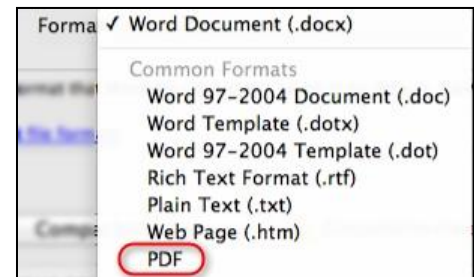 Forma ✓ Word Document (.docx)
Common Formats
Word 97-2004 Document (.doc)
Word Template (.dotx)
Word 97-2004 Template (.dot)
Rich Text Format (.rtf)
Plain Text (.txt)
Web Page (.htm)
PDF